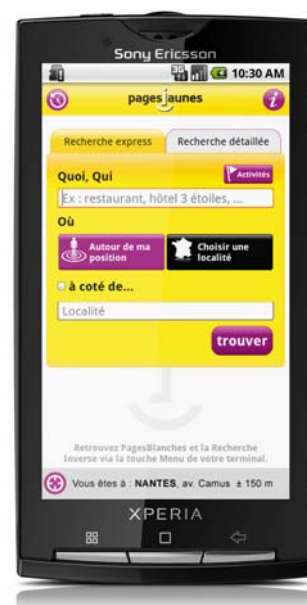 Sony Ericsson
3G 10:30 AM
pagesjaunes
i
Recherche express Recherche détaillée
Quoi, Qui Activités
Ex : restaurant, hôtel 3 étoiles, ...
Où
Autour de ma position
Choisir une localité
à coté de...
Localité
trouver
Retrouvez PagesBlanches et la Recherche
Inverse via la touche Menu de votre terminal.
Vous êtes à : NANTES, av. Camus ± 150 m
XPERIA